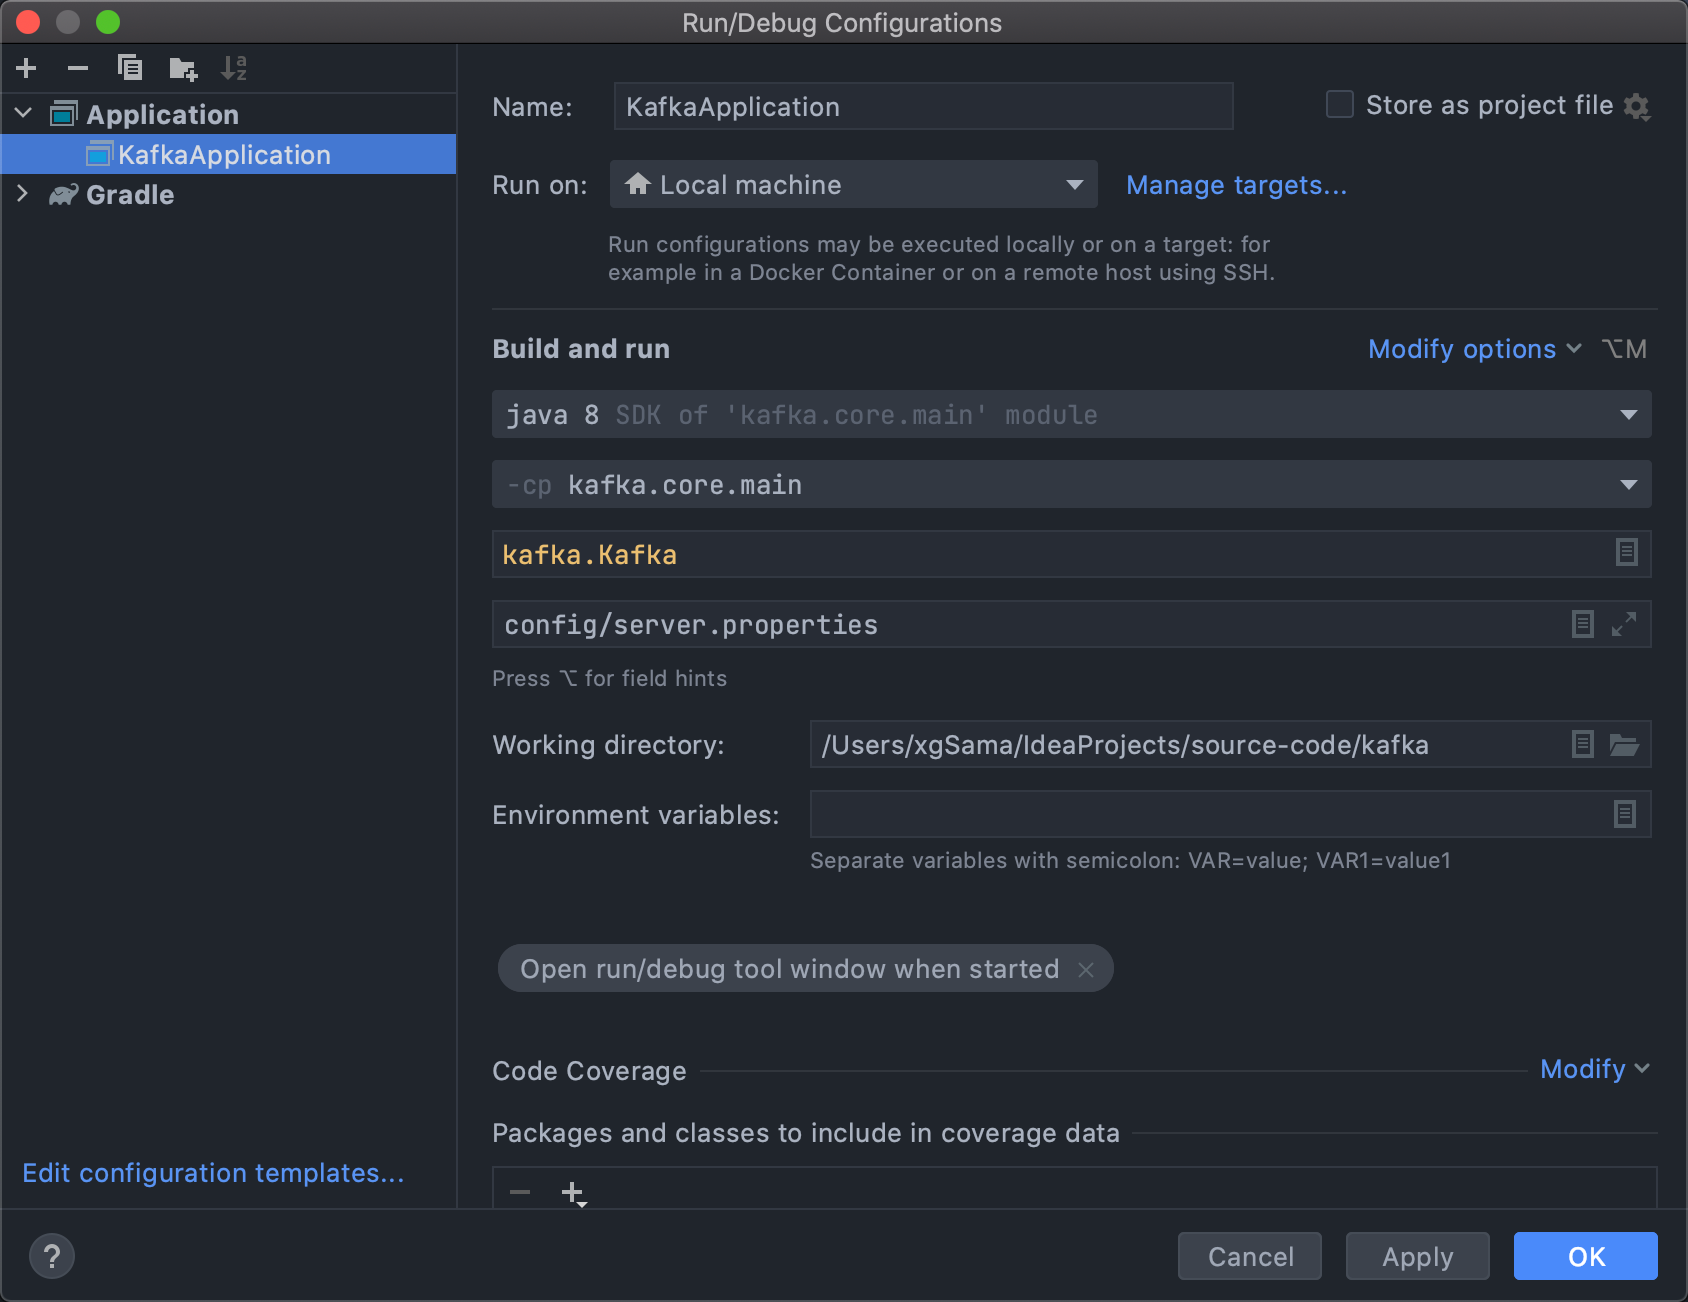 Run/Debug Configurations
Application
KafkaApplication
Gradle
Edit configuration templates...
Name: KafkaApplication
Store as project file
Run on: Local machine Manage targets...
Run configurations may be executed locally or on a target: for
example in a Docker Container or on a remote host using SSH.
Build and run Modify options ⌥M
java 8 SDK of 'kafka.core.main' module
-cp kafka.core.main
kafka.Kafka
config/server.properties
Press ⌥ for field hints
Working directory: /Users/xgSama/IdeaProjects/source-code/kafka
Environment variables:
Separate variables with semicolon: VAR=value; VAR1=value1
Open run/debug tool window when started ×
Code Coverage Modify
Packages and classes to include in coverage data
? Cancel Apply OK